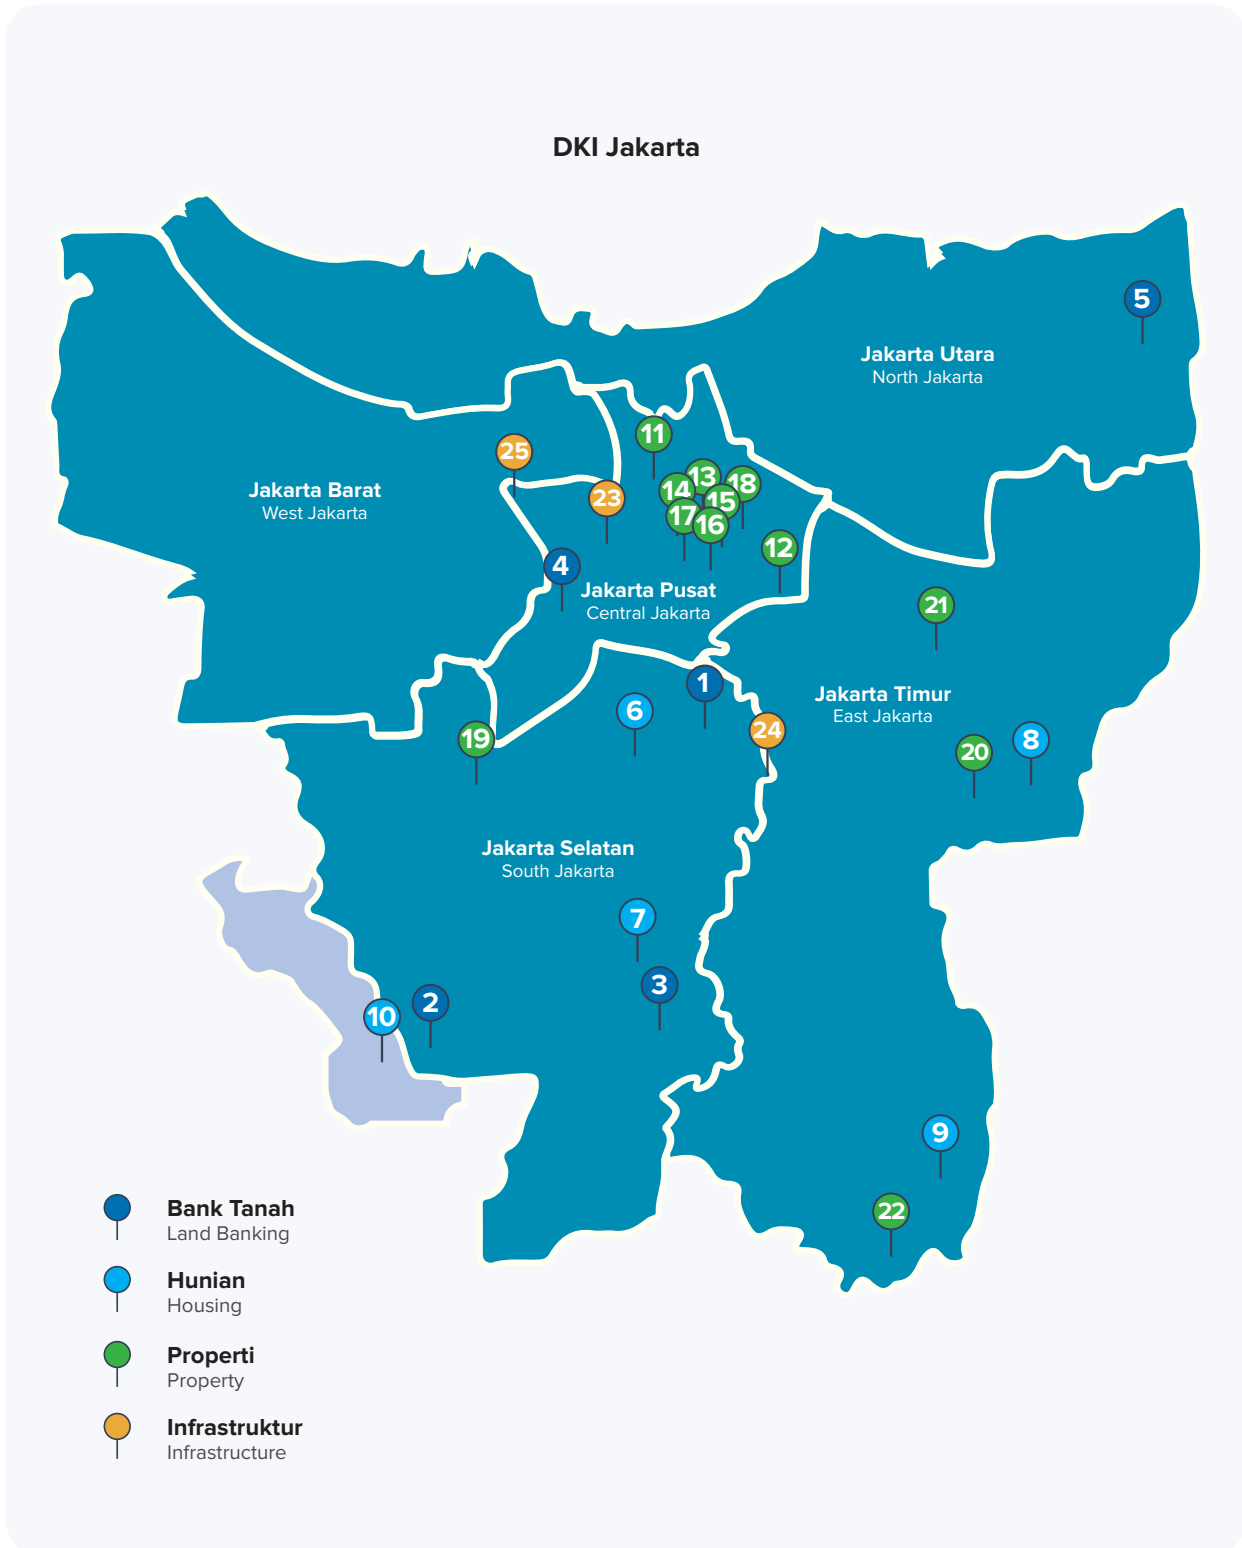 DKI Jakarta
5
Jakarta Utara
North Jakarta
11
25
13
18
14
15
Jakarta Barat
West Jakarta
23
17
16
12
4
Jakarta Pusat
Central Jakarta
21
1
Jakarta Timur
East Jakarta
6
24
19
20
8
Jakarta Selatan
South Jakarta
7
3
2
10
9
22
Bank Tanah
Land Banking
Hunian
Housing
Properti
Property
Infrastruktur
Infrastructure